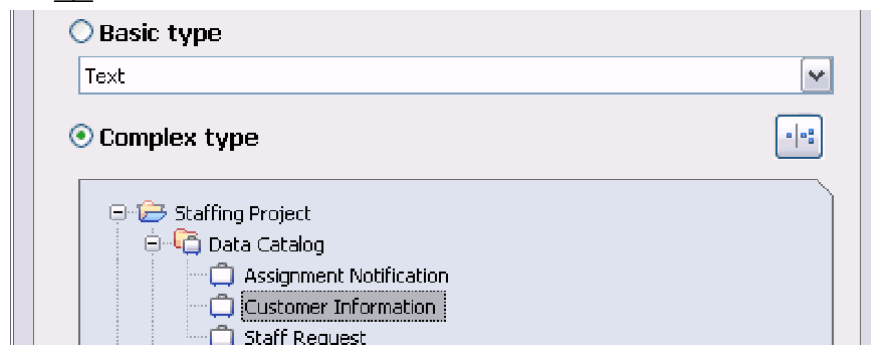 Basic type
Text
Complex type
Staffing Project
Data Catalog
Assignment Notification
Customer Information
Staff Request